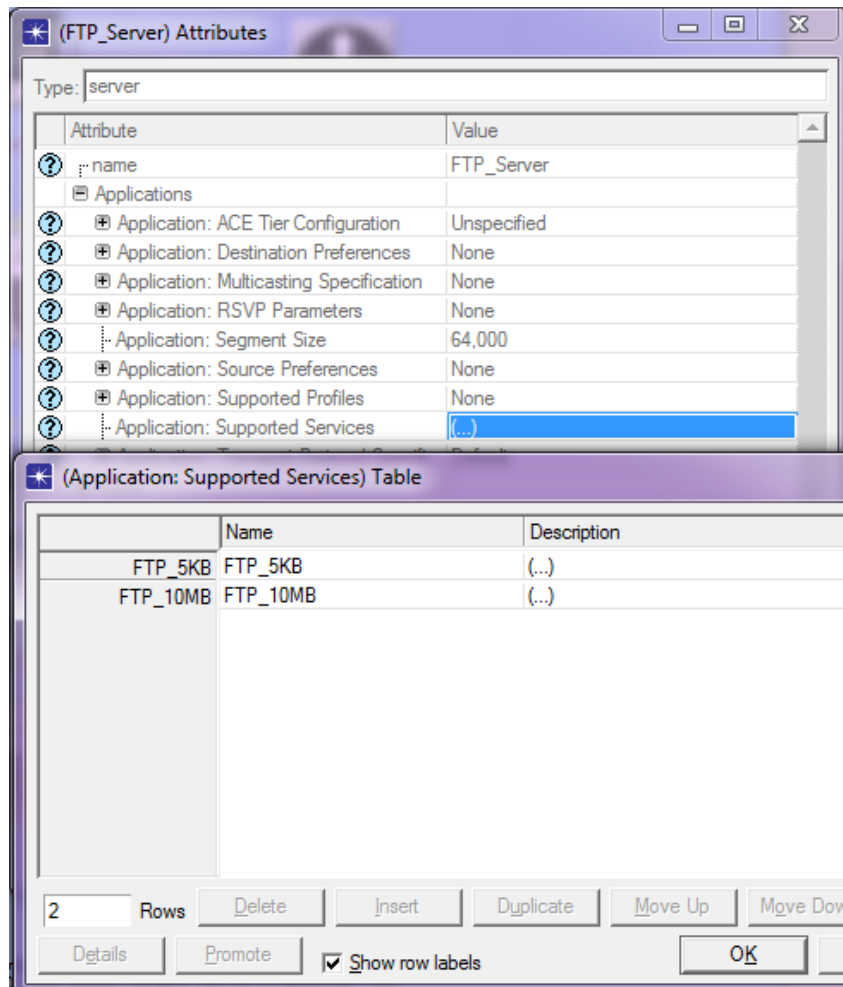 (FTP_Server) Attributes
Type: server
Attribute Value
name FTP_Server
Applications
Application: ACE Tier Configuration Unspecified
Application: Destination Preferences None
Application: Multicasting Specification None
Application: RSVP Parameters None
Application: Segment Size 64,000
Application: Source Preferences None
Application: Supported Profiles None
Application: Supported Services (...)
(Application: Supported Services) Table
Name Description
FTP_5KB FTP_5KB (...)
FTP_10MB FTP_10MB (...)
2 Rows Delete Insert Duplicate Move Up Move Dow
Details Promote Show row labels OK